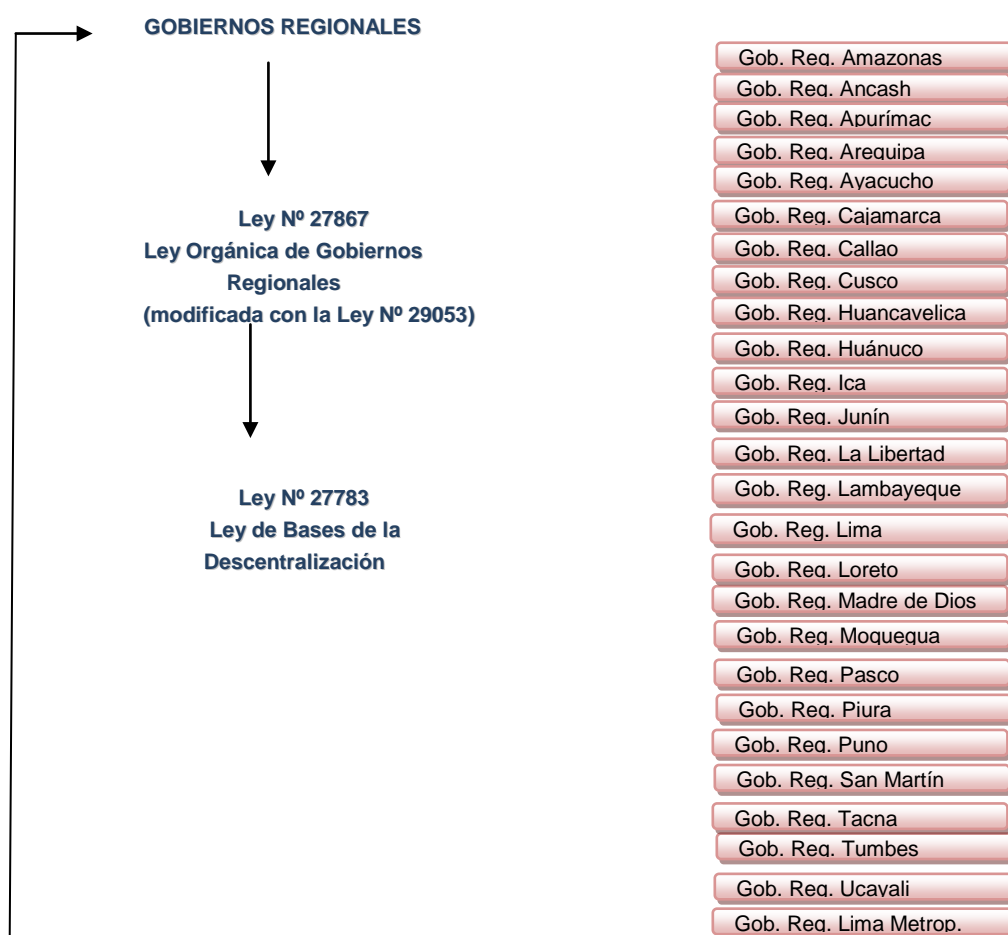 GOBIERNOS REGIONALES
Ley Nº 27867
Ley Orgánica de Gobiernos
Regionales
(modificada con la Ley Nº 29053)
Ley Nº 27783
Ley de Bases de la
Descentralización
Gob. Reg. Amazonas
Gob. Reg. Ancash
Gob. Reg. Apurímac
Gob. Reg. Arequipa
Gob. Reg. Ayacucho
Gob. Reg. Cajamarca
Gob. Reg. Callao
Gob. Reg. Cusco
Gob. Reg. Huancavelica
Gob. Reg. Huánuco
Gob. Reg. Ica
Gob. Reg. Junín
Gob. Reg. La Libertad
Gob. Reg. Lambayeque
Gob. Reg. Lima
Gob. Reg. Loreto
Gob. Reg. Madre de Dios
Gob. Reg. Moquegua
Gob. Reg. Pasco
Gob. Reg. Piura
Gob. Reg. Puno
Gob. Reg. San Martín
Gob. Reg. Tacna
Gob. Reg. Tumbes
Gob. Reg. Ucayali
Gob. Reg. Lima Metrop.